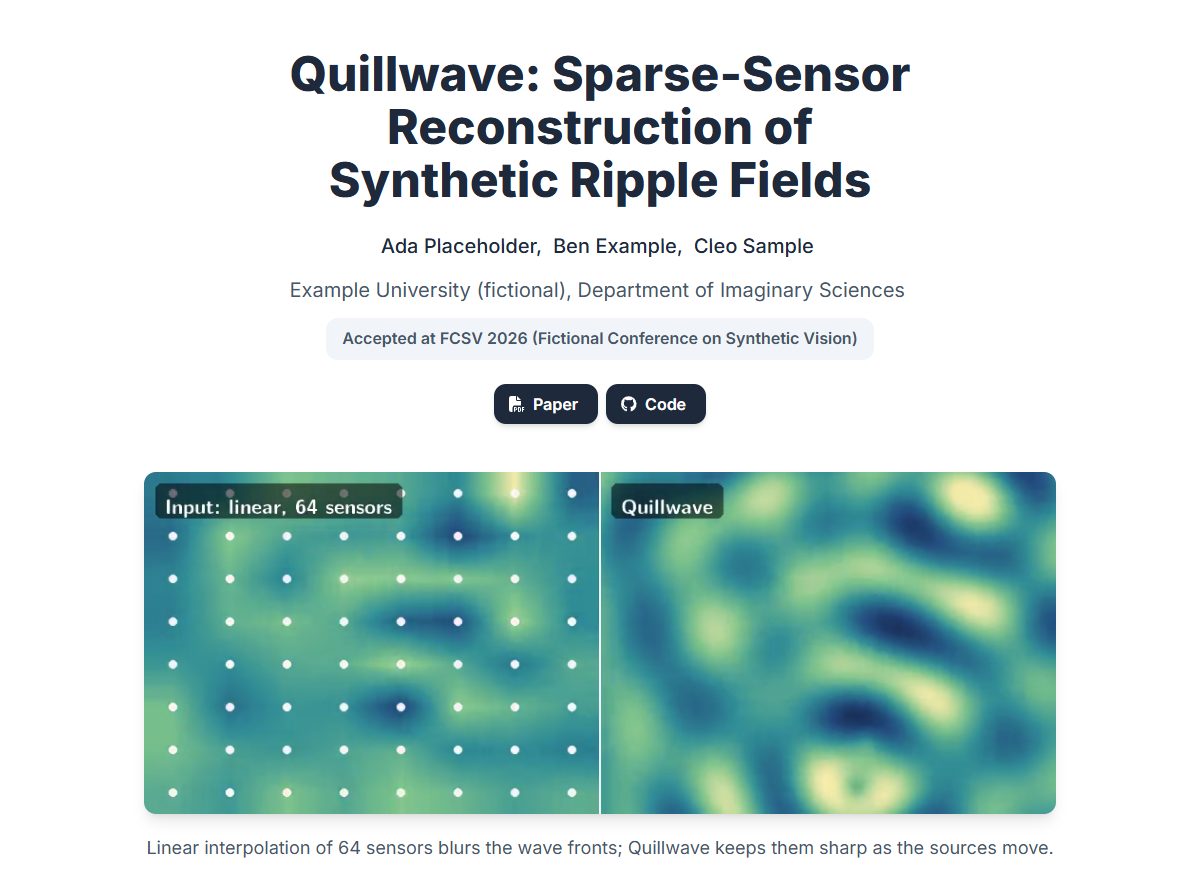 Quillwave: Sparse-Sensor
Reconstruction of
Synthetic Ripple Fields
Ada Placeholder, Ben Example, Cleo Sample
Example University (fictional), Department of Imaginary Sciences
Accepted at FCSV 2026 (Fictional Conference on Synthetic Vision)
PDF Paper
Code
Input: linear, 64 sensors
Quillwave
Linear interpolation of 64 sensors blurs the wave fronts; Quillwave keeps them sharp as the sources move.